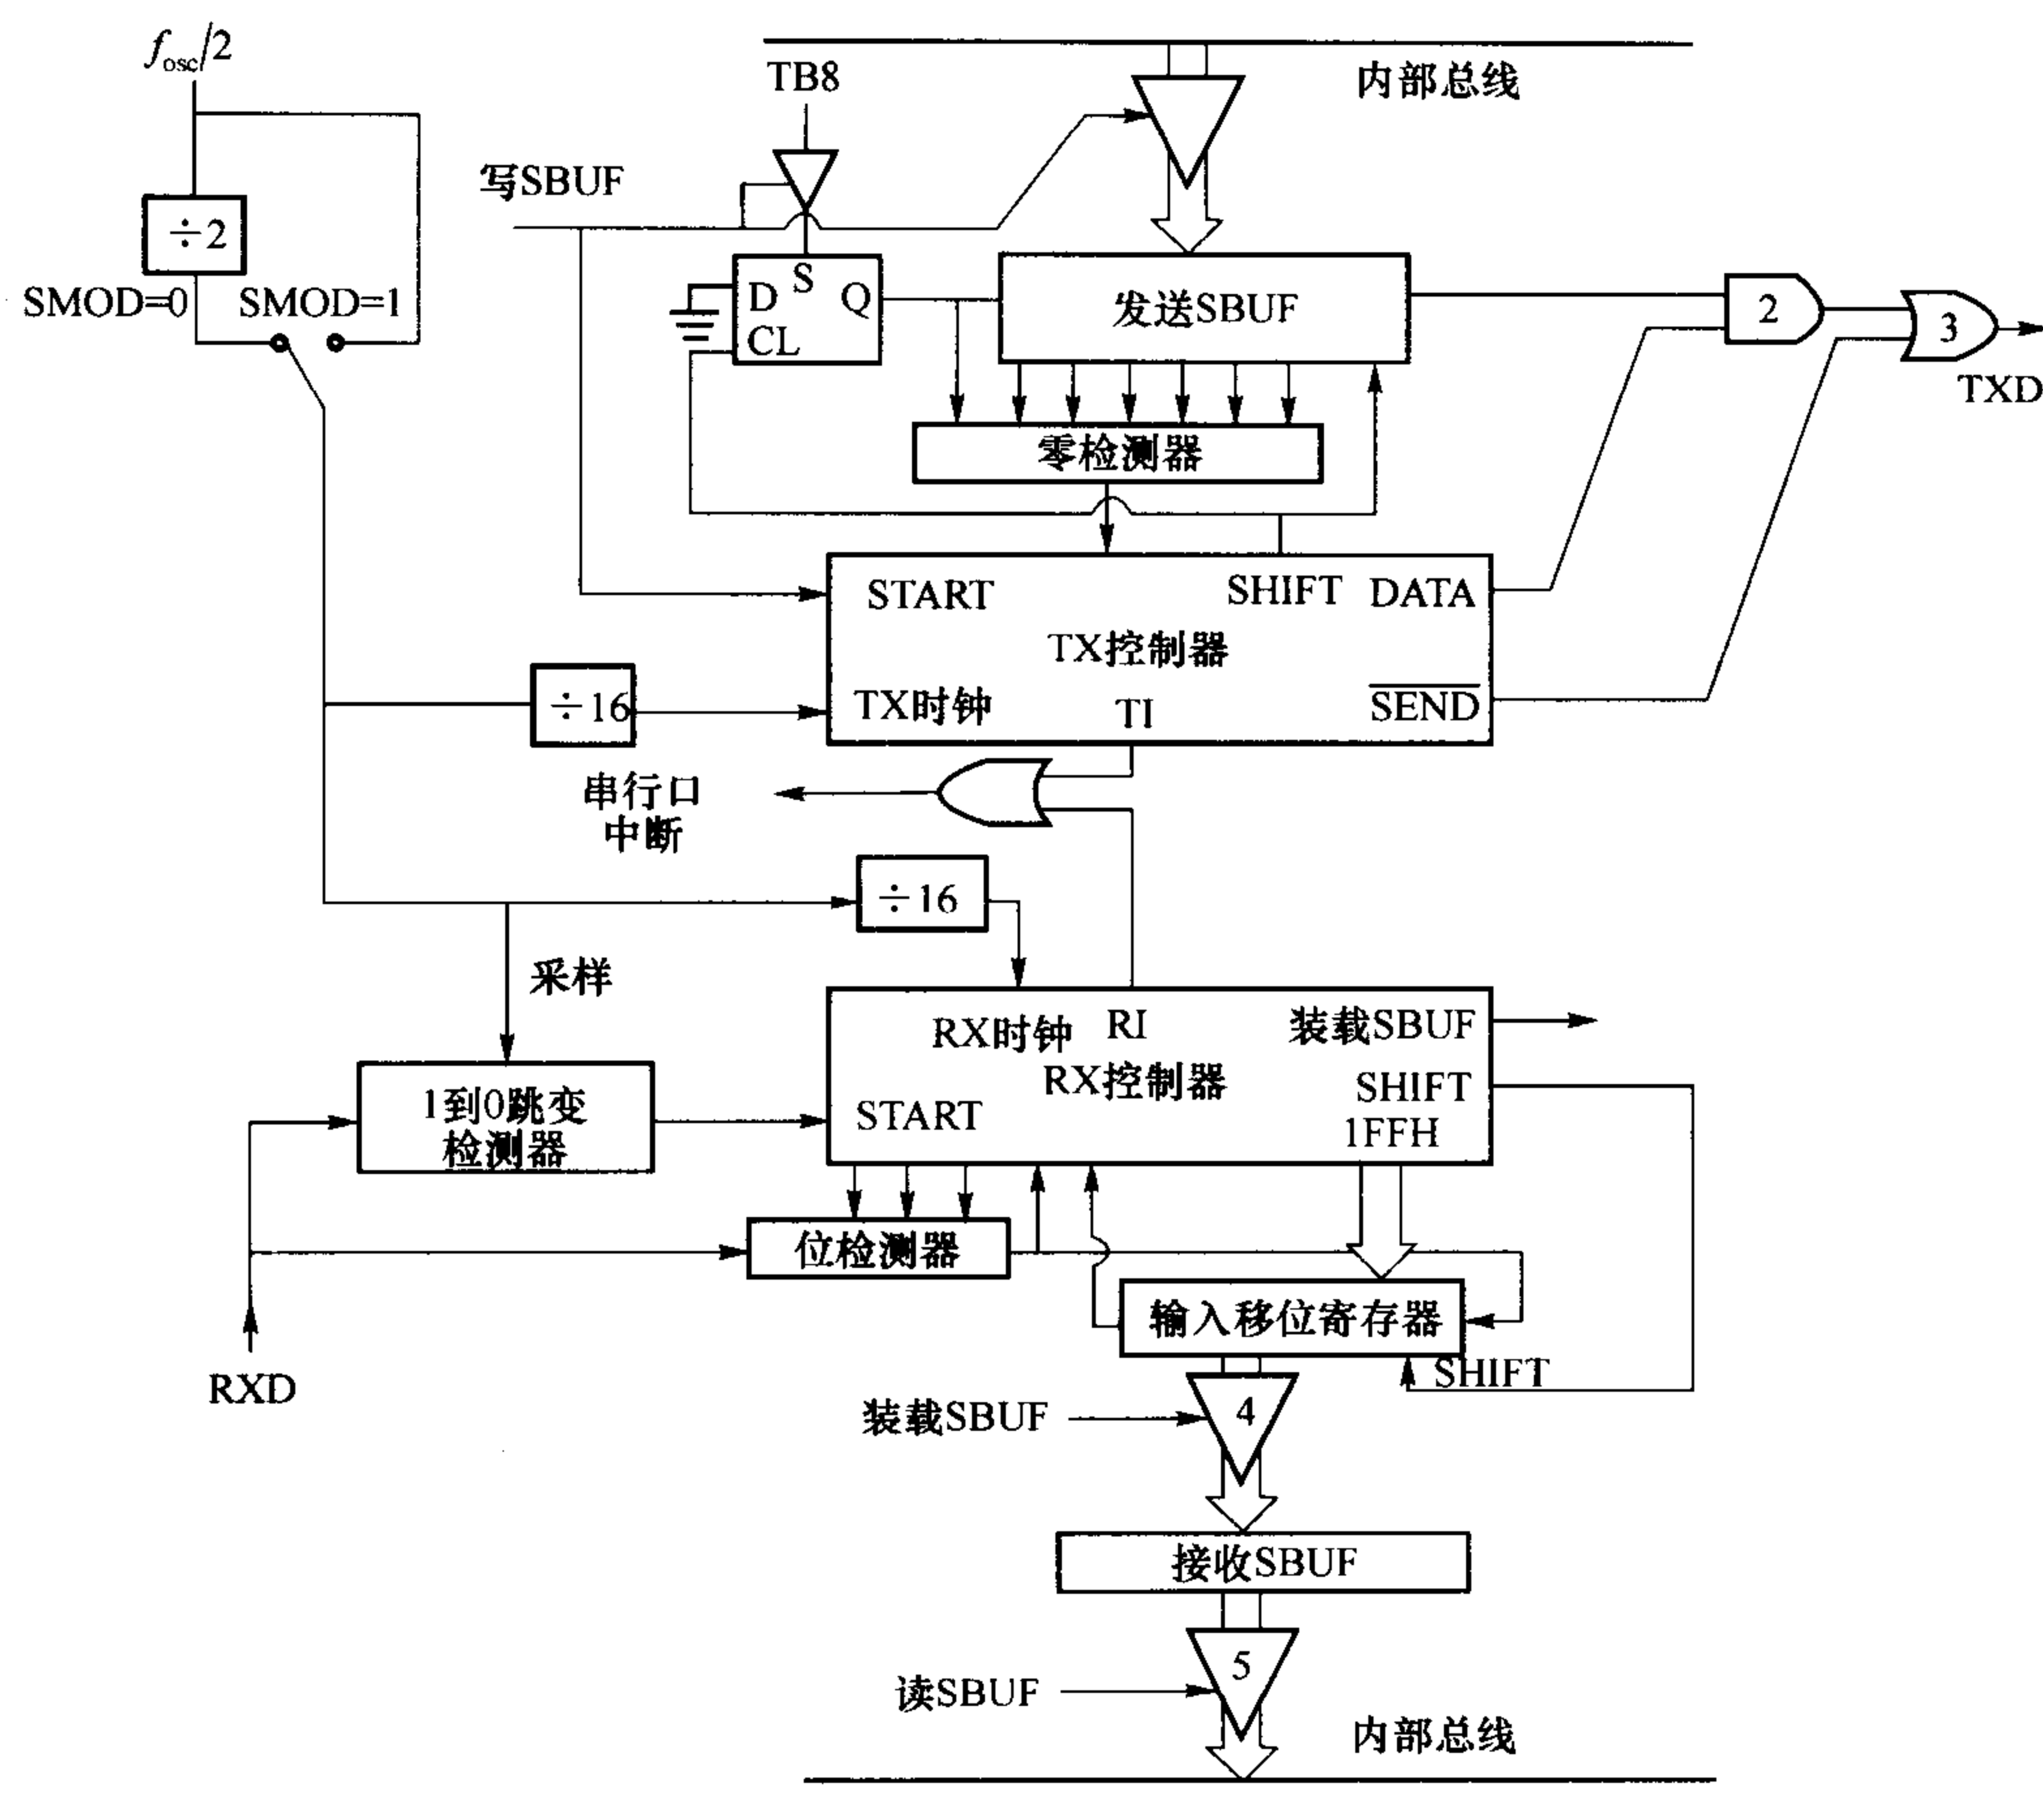 fosc/2
TB8
内部总线
写SBUF
÷2
SMOD=0
SMOD=1
D
S
Q
CL
发送SBUF
2
3
TXD
零检测器
START
SHIFT
DATA
TX控制器
÷16
TX时钟
TI
SEND
串行口
中断
÷16
采样
RX时钟
RI
装载SBUF
RX控制器
SHIFT
1到0跳变
检测器
START
1FFH
位检测器
输入移位寄存器
SHIFT
RXD
装载SBUF
4
接收SBUF
5
读SBUF
内部总线